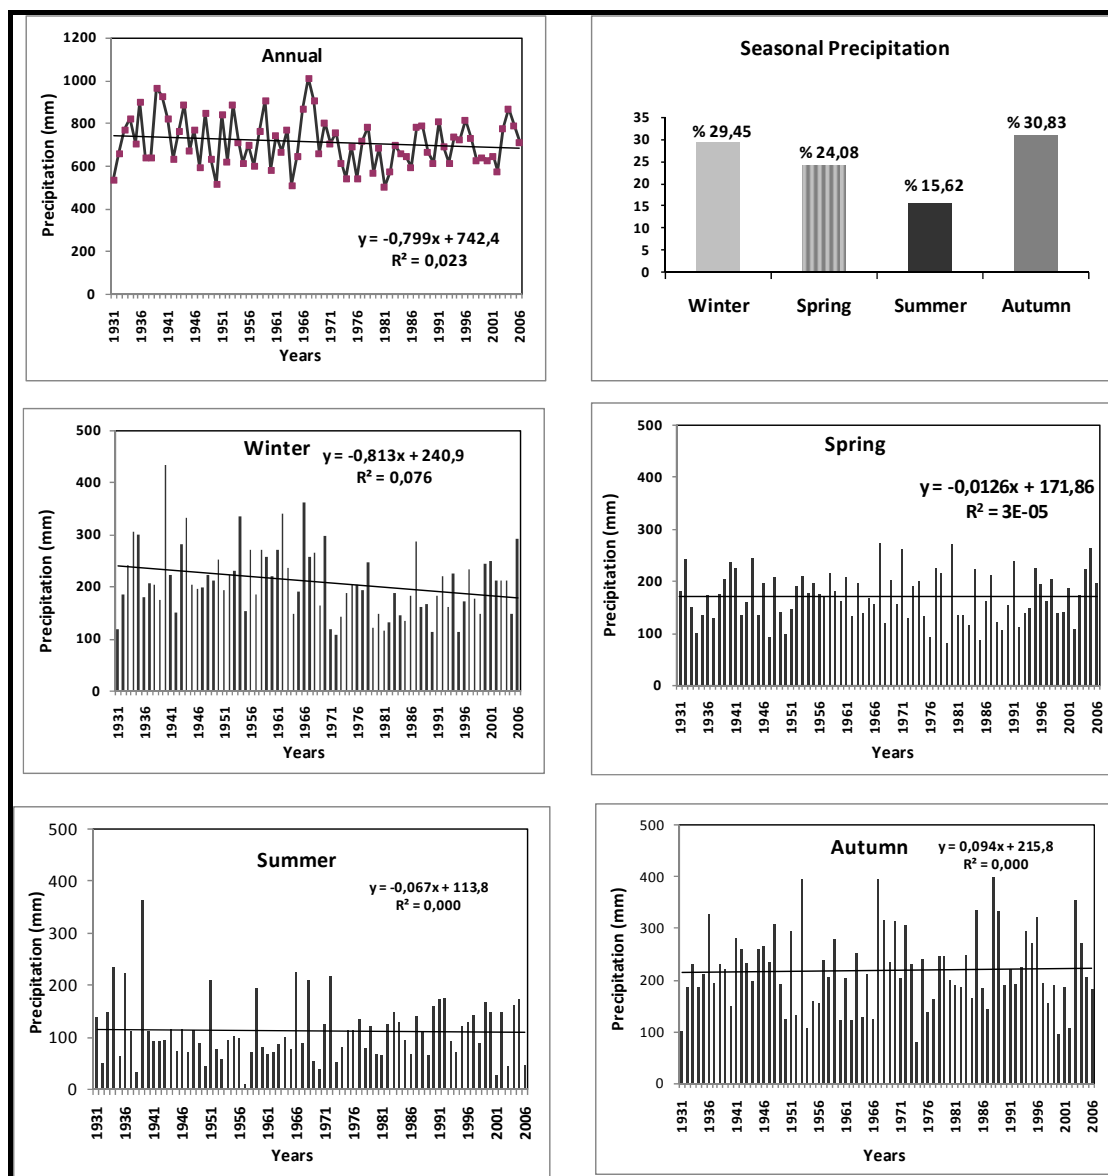 Annual
Precipitation (mm)
1200
1000
800
600
400
200
0
y = -0,799x + 742,4
R² = 0,023
1931 1936 1941 1946 1951 1956 1961 1966 1971 1976 1981 1986 1991 1996 2001 2006
Years
Seasonal Precipitation
Precipitation (mm)
35
30
25
20
15
10
5
0
% 29,45
% 24,08
% 15,62
% 30,83
Winter Spring Summer Autumn
Winter
y = -0,813x + 240,9
R² = 0,076
Precipitation (mm)
500
400
300
200
100
0
1931 1936 1941 1946 1951 1956 1961 1966 1971 1976 1981 1986 1991 1996 2001 2006
Years
Spring
y = -0,0126x + 171,86
R² = 3E-05
Precipitation (mm)
500
400
300
200
100
0
1931 1936 1941 1946 1951 1956 1961 1966 1971 1976 1981 1986 1991 1996 2001 2006
Years
Summer
y = -0,067x + 113,8
R² = 0,000
Precipitation (mm)
500
400
300
200
100
0
1931 1936 1941 1946 1951 1956 1961 1966 1971 1976 1981 1986 1991 1996 2001 2006
Years
Autumn
y = 0,094x + 215,8
R² = 0,000
Precipitation (mm)
500
400
300
200
100
0
1931 1936 1941 1946 1951 1956 1961 1966 1971 1976 1981 1986 1991 1996 2001 2006
Years